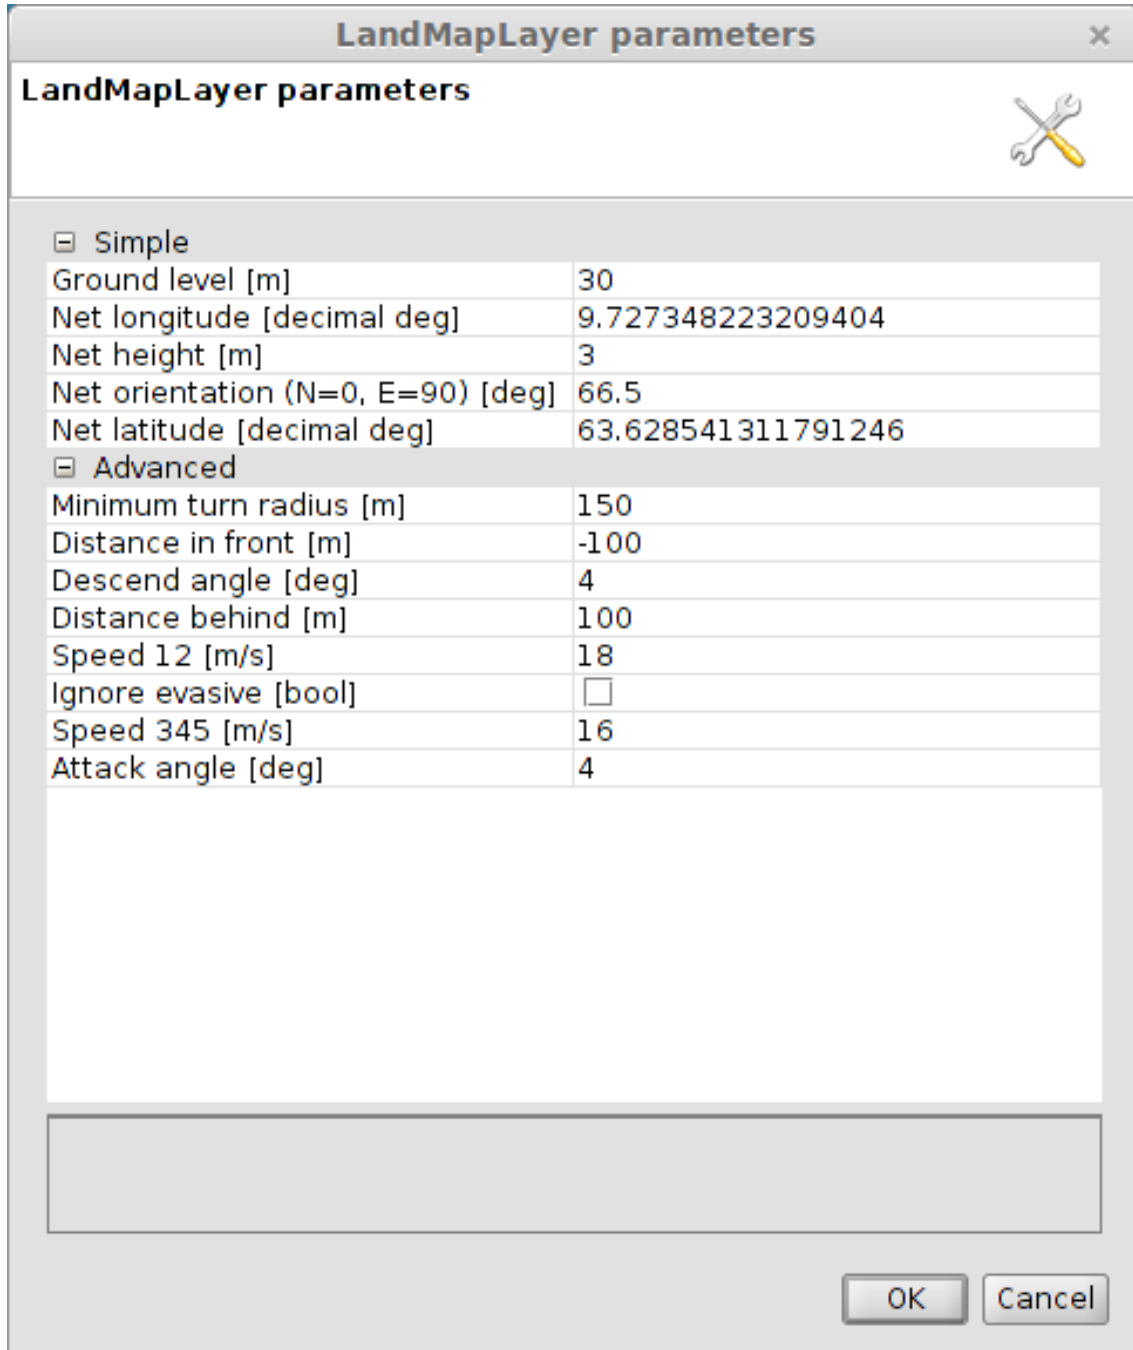 LandMapLayer parameters
LandMapLayer parameters
Simple
Ground level [m] 30
Net longitude [decimal deg] 9.727348223209404
Net height [m] 3
Net orientation (N=0, E=90) [deg] 66.5
Net latitude [decimal deg] 63.628541311791246
Advanced
Minimum turn radius [m] 150
Distance in front [m] -100
Descend angle [deg] 4
Distance behind [m] 100
Speed 12 [m/s] 18
Ignore evasive [bool]
Speed 345 [m/s] 16
Attack angle [deg] 4
OK Cancel